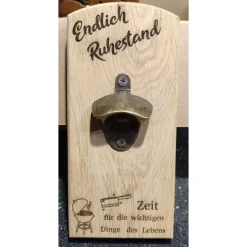 Endlich
Ruhestand
Zeit
für die wichtigen
Dinge des Lebens